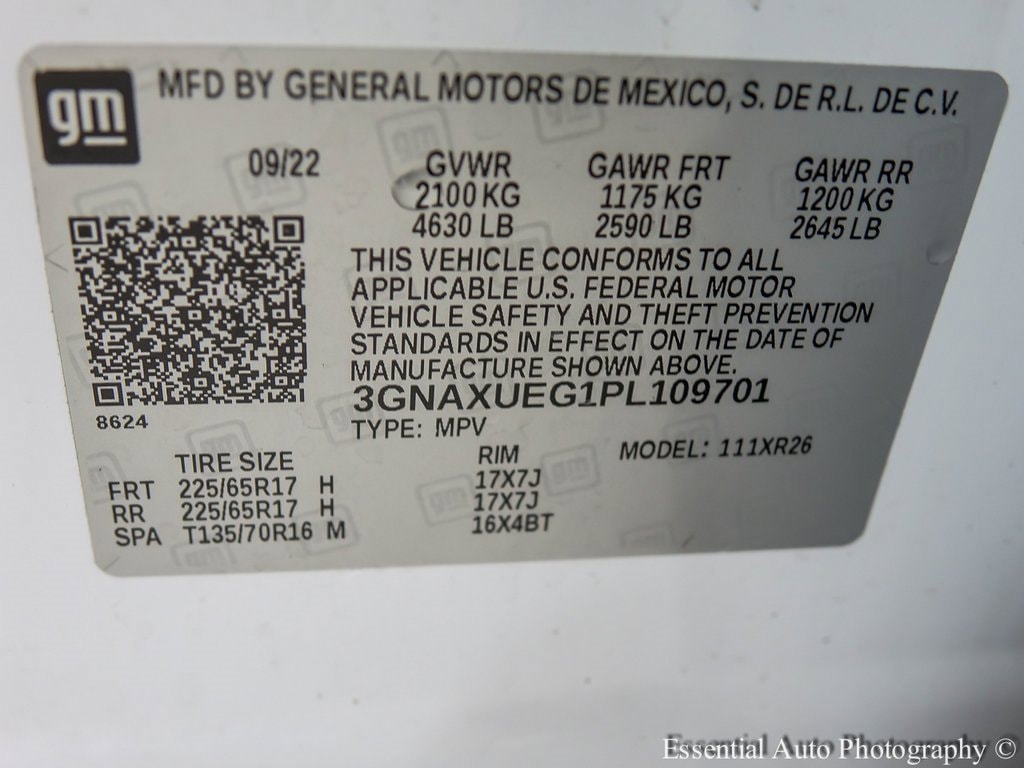 gm
MFD BY GENERAL MOTORS DE MEXICO, S. DE R.L. DE C.V.
09/22 GVWR GAWR FRT GAWR RR
2100 KG 1175 KG 1200 KG
4630 LB 2590 LB 2645 LB
THIS VEHICLE CONFORMS TO ALL
APPLICABLE U.S. FEDERAL MOTOR
VEHICLE SAFETY AND THEFT PREVENTION
STANDARDS IN EFFECT ON THE DATE OF
MANUFACTURE SHOWN ABOVE.
3GNAXUEG1PL109701
8624
TYPE: MPV MODEL: 111XR26
TIRE SIZE RIM
FRT 225/65R17 H 17X7J
RR 225/65R17 H 17X7J
SPA T135/70R16 M 16X4BT
Essential Auto Photography ©